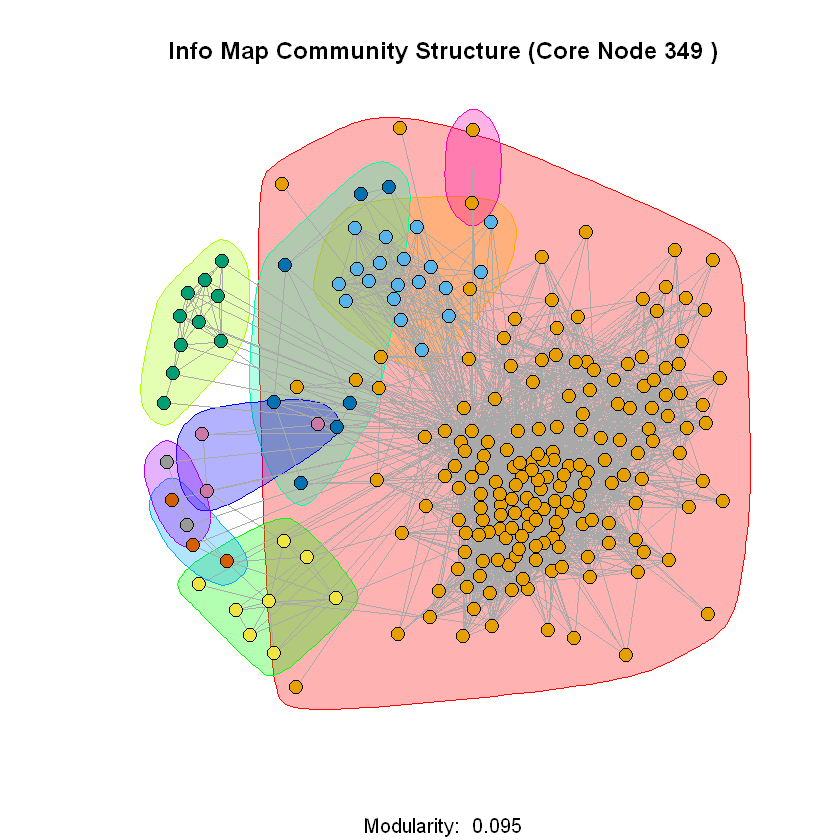 Info Map Community Structure (Core Node 349 )
Modularity:  0.095